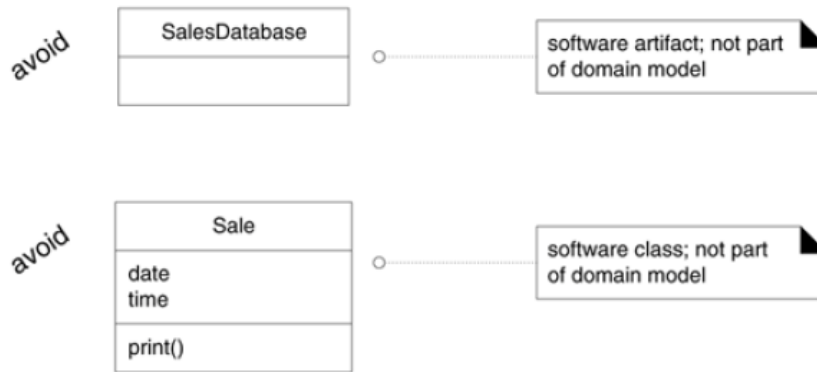 avoid
SalesDatabase
software artifact; not part
of domain model
avoid
Sale
date
time
print()
software class; not part
of domain model